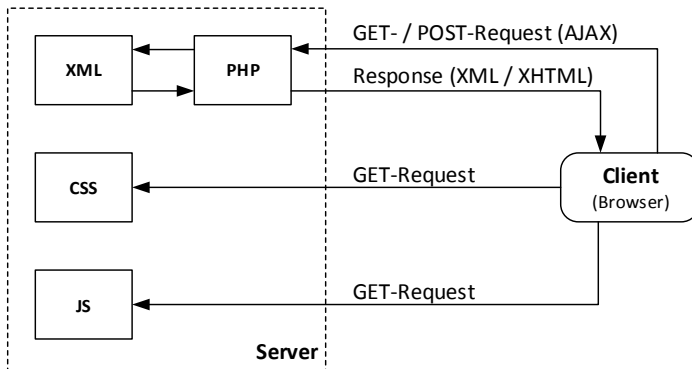 GET- / POST-Request (AJAX)
XML
PHP
Response (XML / XHTML)
CSS
GET-Request
Client
(Browser)
JS
GET-Request
Server